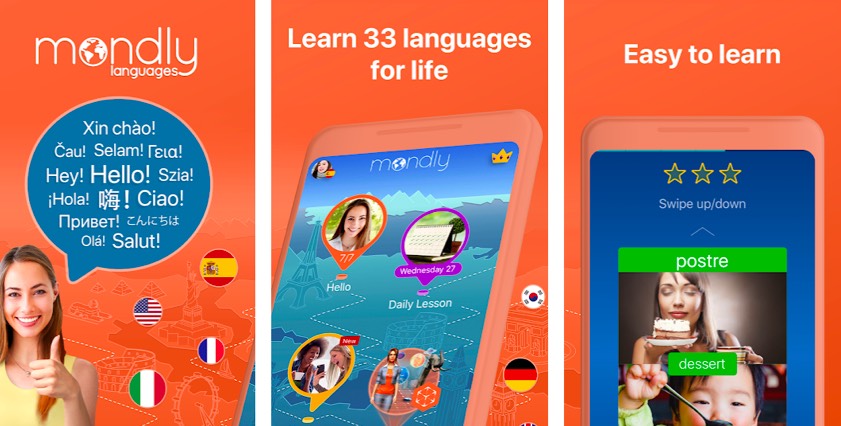 mondly
languages
Xin chào!
Čau! Selam! Γεια!
Hey! Hello! Szia!
¡Hola! 嗨! Ciao!
Привет! こんにちは
Olá! Salut!
Learn 33 languages
for life
mondly
7/7
Hello
Wednesday 27
Daily Lesson
New
Easy to learn
Swipe up/down
postre
dessert